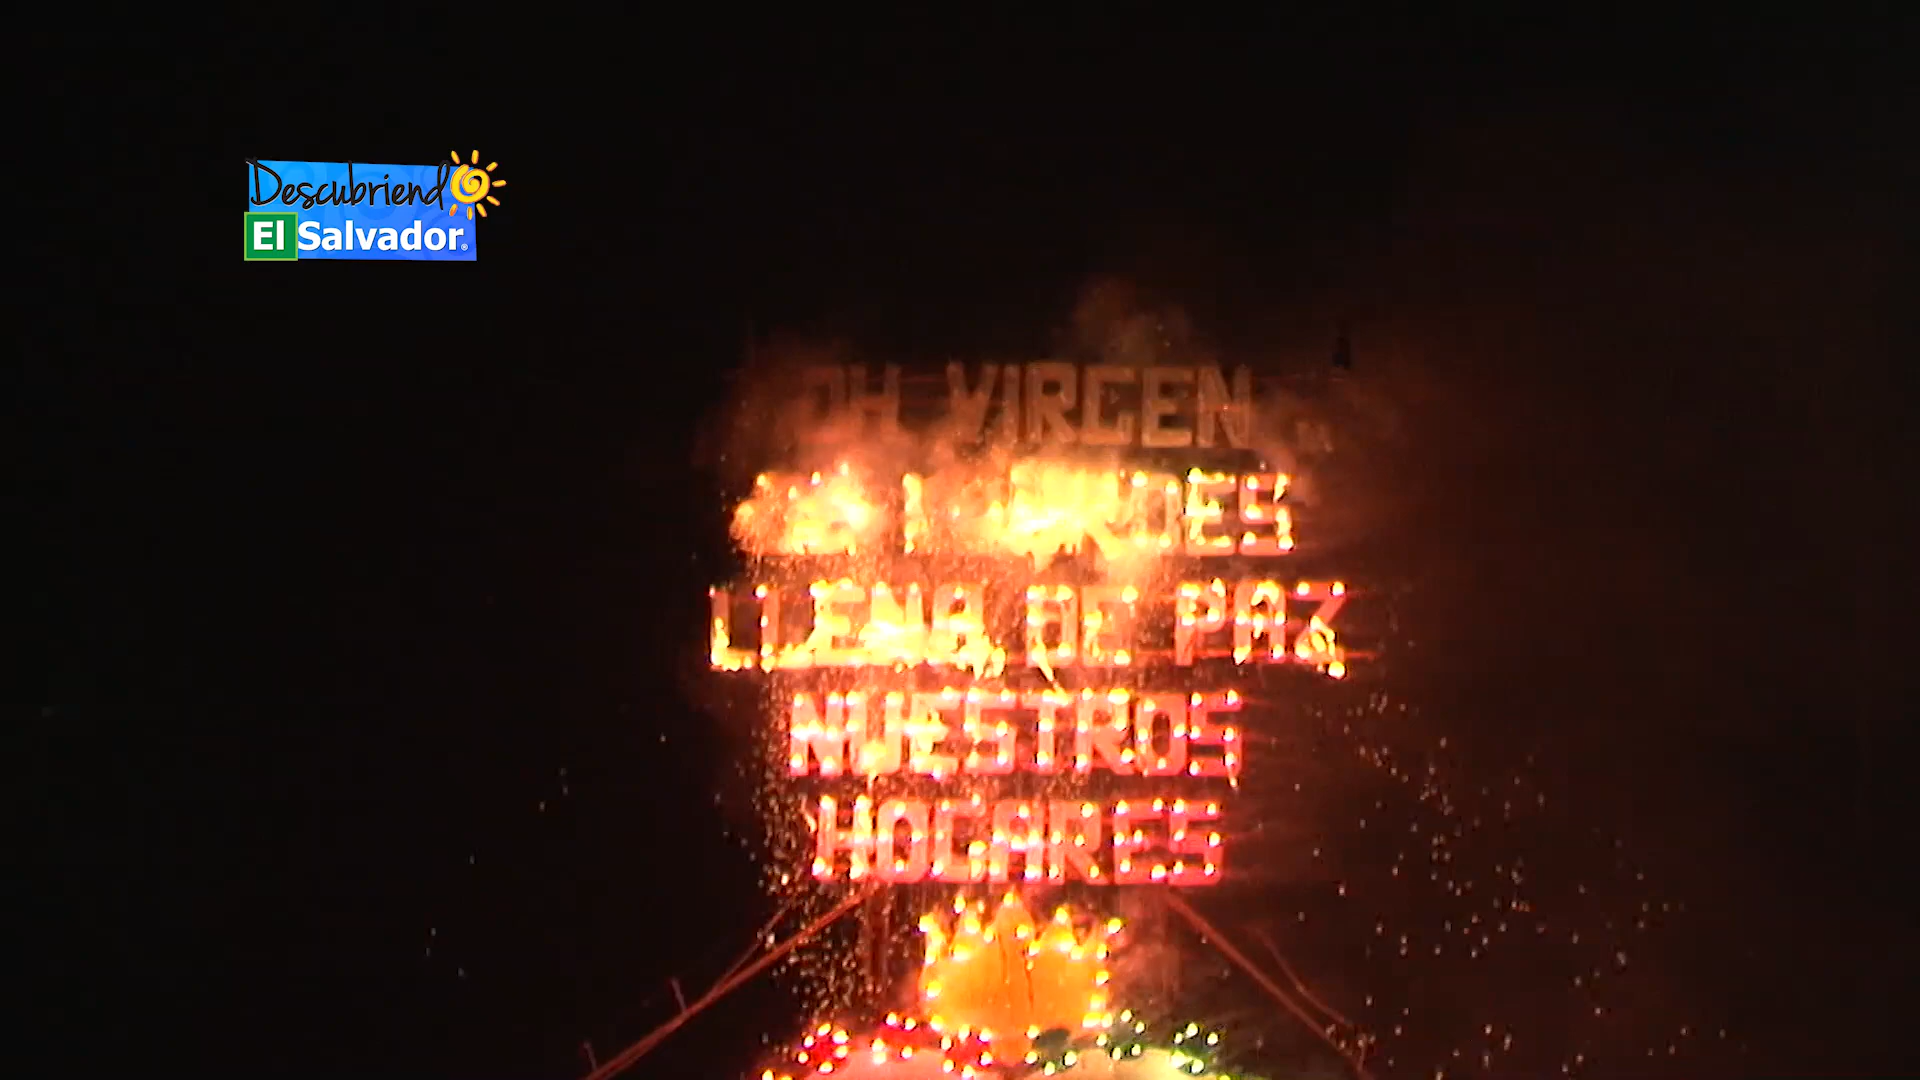 Descubriendo
El Salvador®
OH VIRGEN
LLENA DE PAZ
NUESTROS
HOGARES